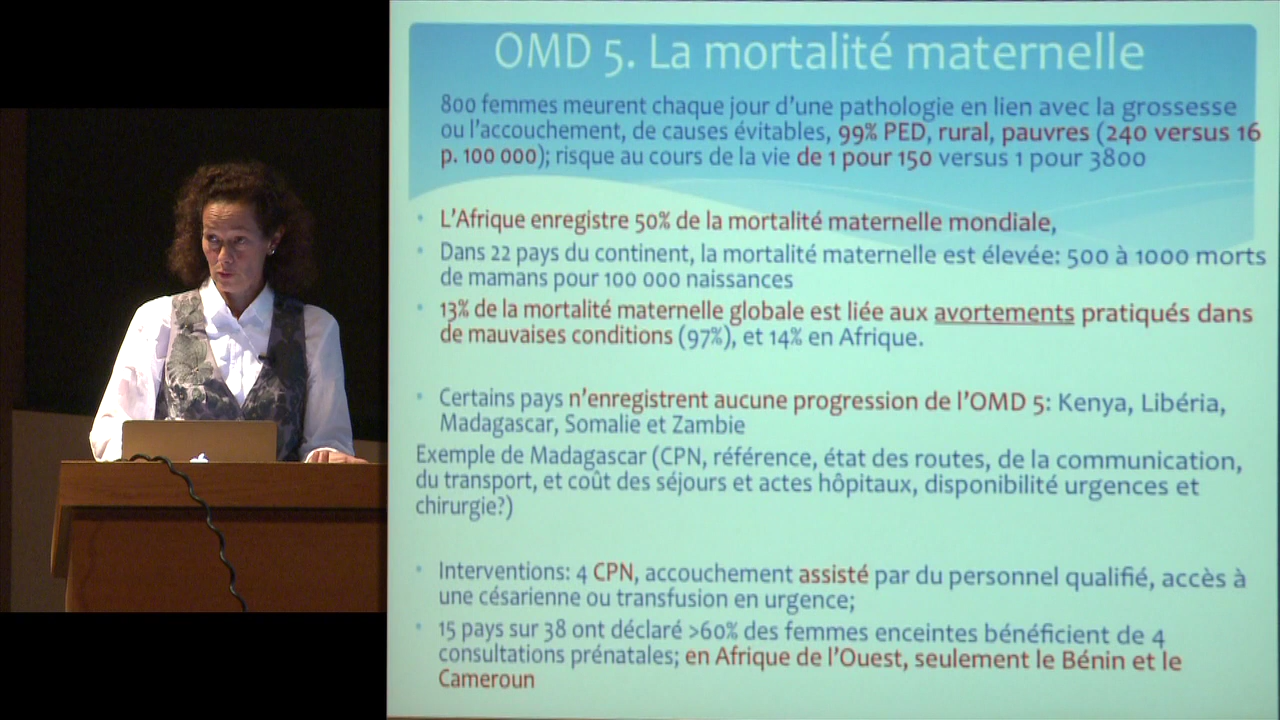 OMD 5. La mortalité maternelle
800 femmes meurent chaque jour d'une pathologie en lien avec la grossesse
ou l'accouchement, de causes évitables, 99% PED, rural, pauvres (240 versus 16
p. 100 000); risque au cours de la vie de 1 pour 150 versus 1 pour 3800
• L'Afrique enregistre 50% de la mortalité maternelle mondiale,
• Dans 22 pays du continent, la mortalité maternelle est élevée: 500 à 1000 morts
de mamans pour 100 000 naissances
• 13% de la mortalité maternelle globale est liée aux avortements pratiqués dans
de mauvaises conditions (97%), et 14% en Afrique.
• Certains pays n'enregistrent aucune progression de l'OMD 5: Kenya, Libéria,
Madagascar, Somalie et Zambie
Exemple de Madagascar (CPN, référence, état des routes, de la communication,
du transport, et coût des séjours et actes hôpitaux, disponibilité urgences et
chirurgie?)
• Interventions: 4 CPN, accouchement assisté par du personnel qualifié, accès à
une césarienne ou transfusion en urgence;
• 15 pays sur 38 ont déclaré >60% des femmes enceintes bénéficient de 4
consultations prénatales; en Afrique de l'Ouest, seulement le Bénin et le
Cameroun